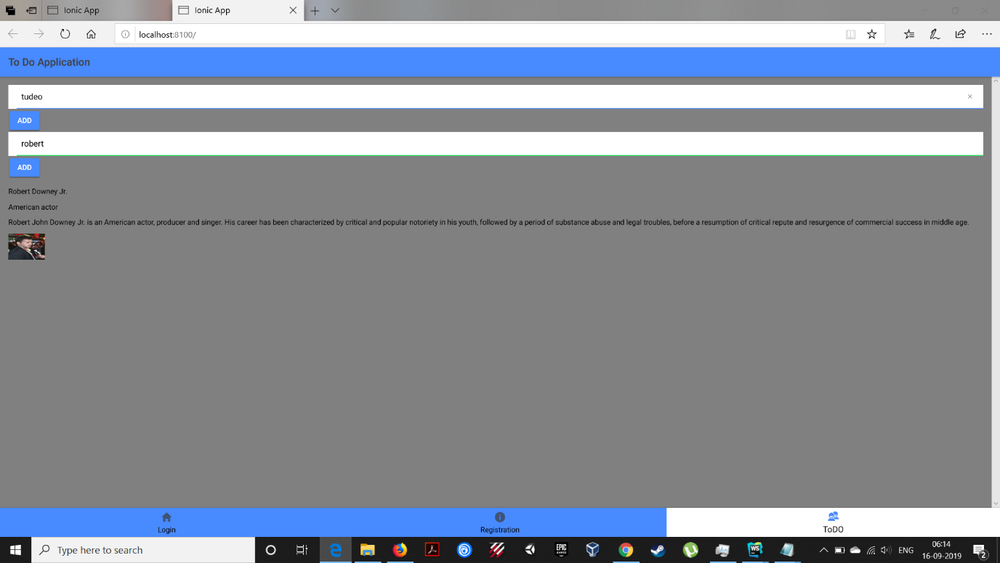 Ionic App
Ionic App
localhost:8100/
To Do Application
tudeo
ADD
robert
ADD
Robert Downey Jr.
American actor
Robert John Downey Jr. is an American actor, producer and singer. His career has been characterized by critical and popular notoriety in his youth, followed by a period of substance abuse and legal troubles, before a resumption of critical repute and resurgence of commercial success in middle age.
Login
Registration
ToDO
Type here to search
EPIC
GAMES
WS
ENG
06:14
16-09-2019
2